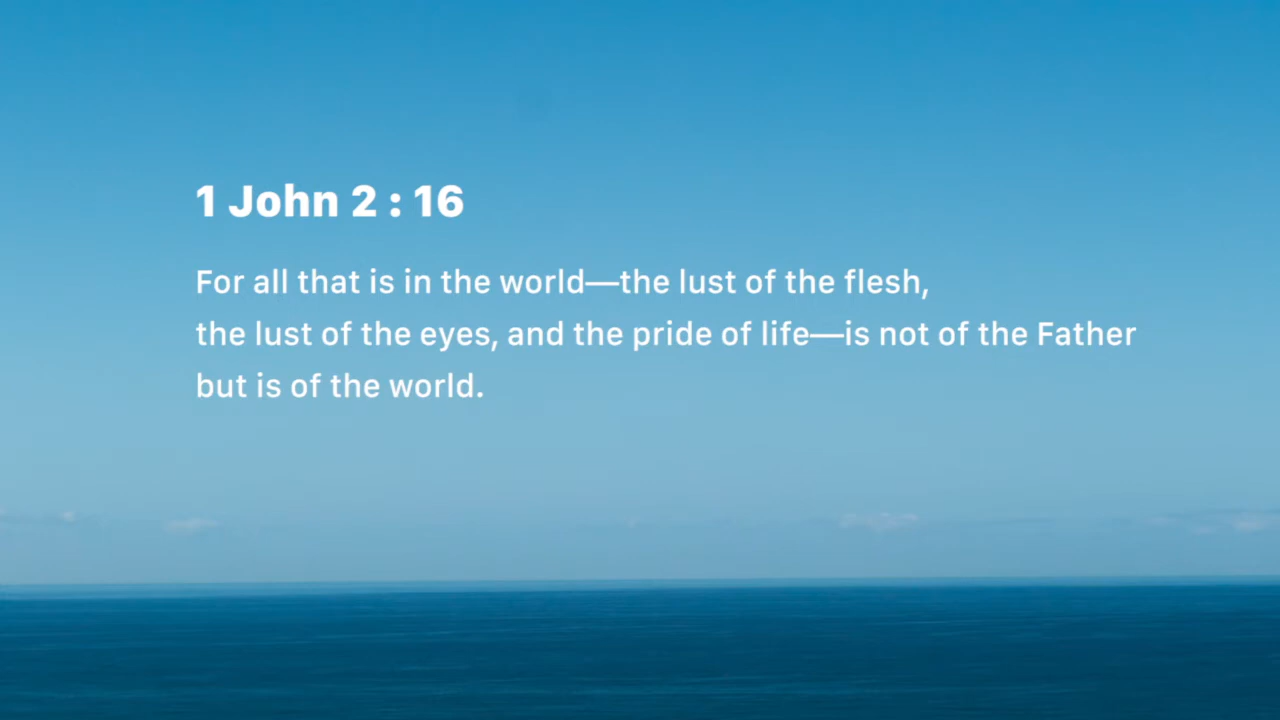 1 John 2 : 16
For all that is in the world—the lust of the flesh,
the lust of the eyes, and the pride of life—is not of the Father
but is of the world.